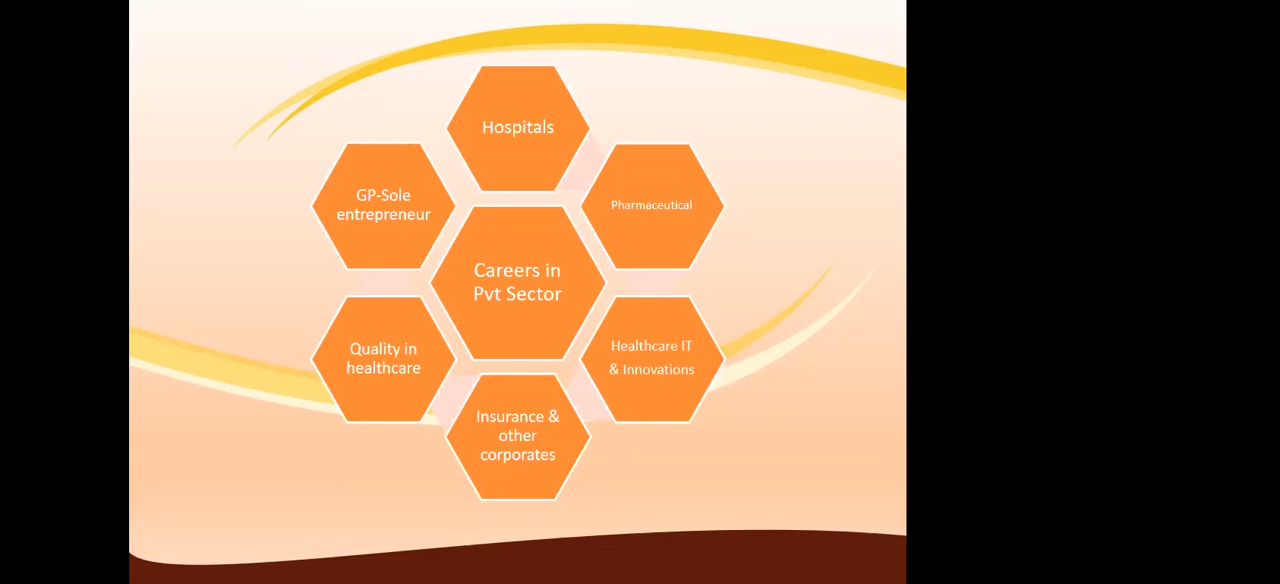 Hospitals
GP-Sole
entrepreneur
Pharmaceutical
Careers in
Pvt Sector
Quality in
healthcare
Healthcare IT
& Innovations
Insurance &
other
corporates